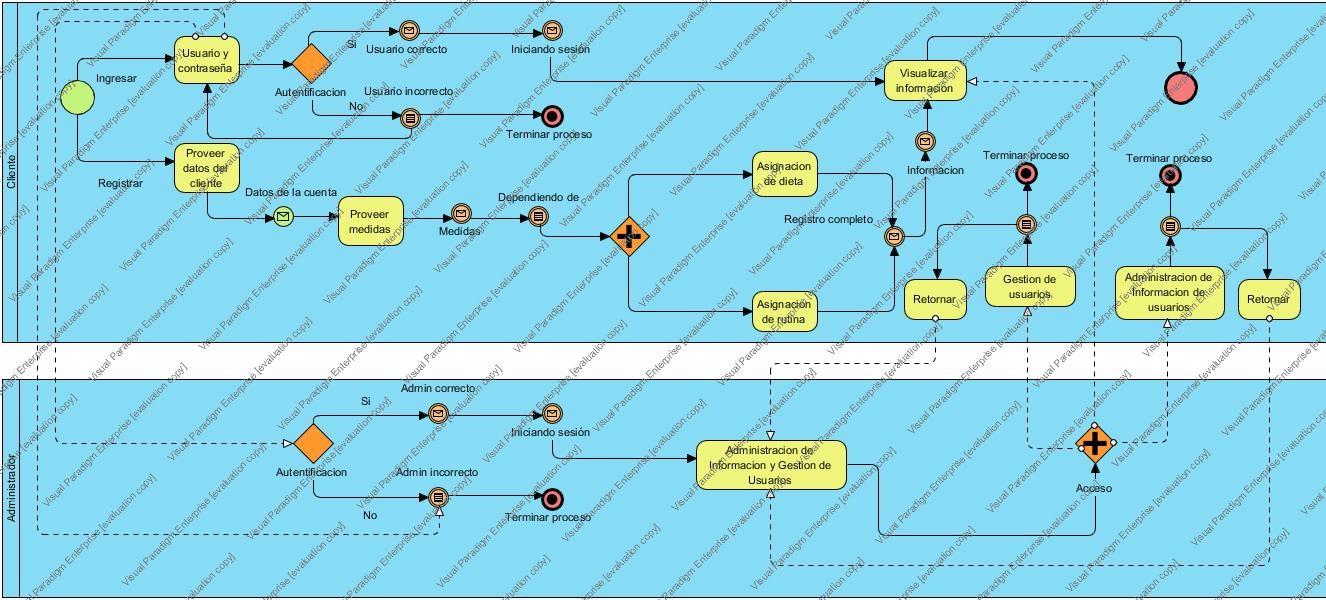 Cliente
Ingresar
Usuario y
contraseña
Autentificacion
Si
Usuario correcto
Iniciando sesión
No
Usuario incorrecto
Terminar proceso
Visualizar
información
Registrar
Proveer
datos del
cliente
Datos de la cuenta
Proveer
medidas
Medidas
Dependiendo de
Asignacion
de dieta
Asignación
de rutina
Registro completo
Informacion
Terminar proceso
Terminar proceso
Retornar
Gestion de
usuarios
Administracion de
Informacion de
usuarios
Retornar
Administrador
Autentificacion
Si
Admin correcto
Iniciando sesión
No
Admin incorrecto
Terminar proceso
Administracion de
Informacion y Gestion de
Usuarios
Acceso
Visual Paradigm Enterprise [evaluation copy]